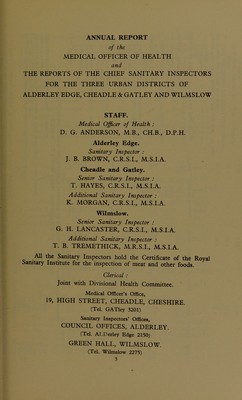 ANNUAL REPORT
of the
MEDICAL OFFICER OF HEALTH
and
THE REPORTS OF THE CHIEF SANITARY INSPECTORS
FOR THE THREE URBAN DISTRICTS OF
ALDERLEY EDGE, CHEADLE & GATLEY AND WILMSLOW
STAFF.
Medical Officer of Health :
D. G. ANDERSON, M.B., CH.B., D.P.H.
Alderley Edge.
Sanitary Inspector :
J. B. BROWN, C.R.S.I., M.S.I.A.
Cheadle and Gatley.
Senior Sanitary Inspector :
T. HAYES, C.R.S.I., M.S.I.A.
Additional Sanitary Inspector :
K. MORGAN, C.R.S.I., M.S.I.A.
Wilmslow.
Senior Sanitary Inspector :
G. H. LANCASTER, C.R.S.I., M.S.I.A.
Additional Sanitary Inspector :
T. B. TREMETHICK, M.R.S.I., M.S.I.A.
All the Sanitary Inspectors hold the Certificate of the Royal
Sanitary Institute for the inspection of meat and other foods.
Clerical :
Joint with Divisional Health Committee.
Medical Officer's Office,
19, HIGH STREET, CHEADLE, CHESHIRE.
(Tel. GATley 5201)
Sanitary Inspectors' Offices,
COUNCIL OFFICES, ALDERLEY.
(Tel. ALDerley Edge 2150)
GREEN HALL, WILMSLOW.
(Tel. Wilmslow 2275)
3